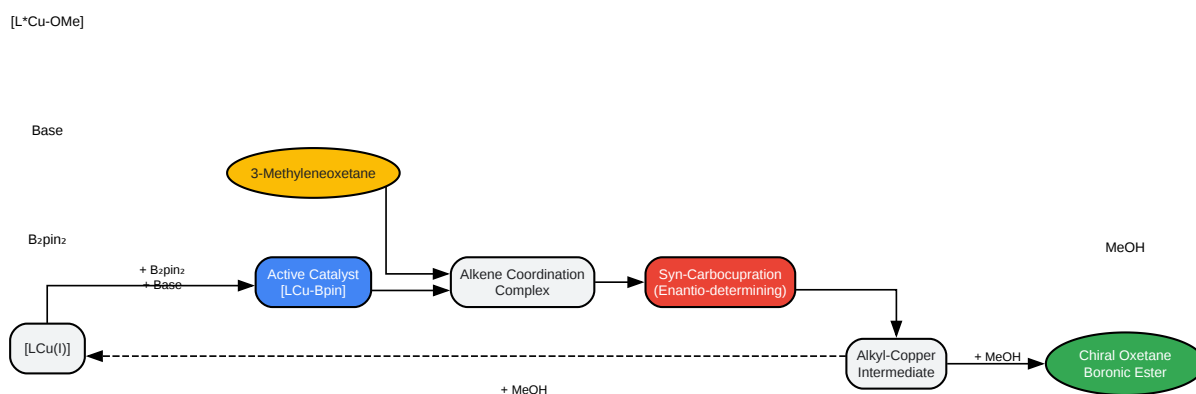 [L*Cu-OMe]
Base
3-Methyleneoxetane
B₂pin₂
MeOH
+ B₂pin₂
+ Base
Active Catalyst
[LCu-Bpin]
Alkene Coordination
Complex
Syn-Carbocupration
(Enantio-determining)
[LCu(I)]
Alkyl-Copper
Intermediate
+ MeOH
Chiral Oxetane
Boronic Ester
+ MeOH